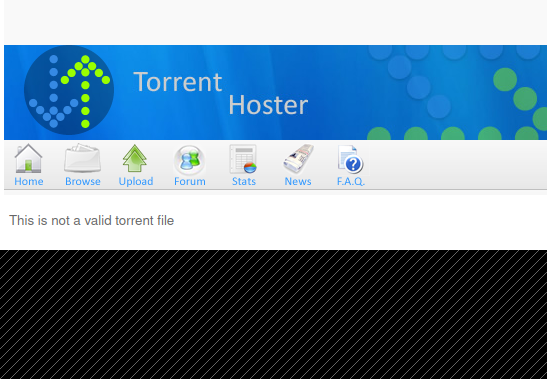 Torrent
Hoster
Home Browse Upload Forum Stats News F.A.Q.
This is not a valid torrent file